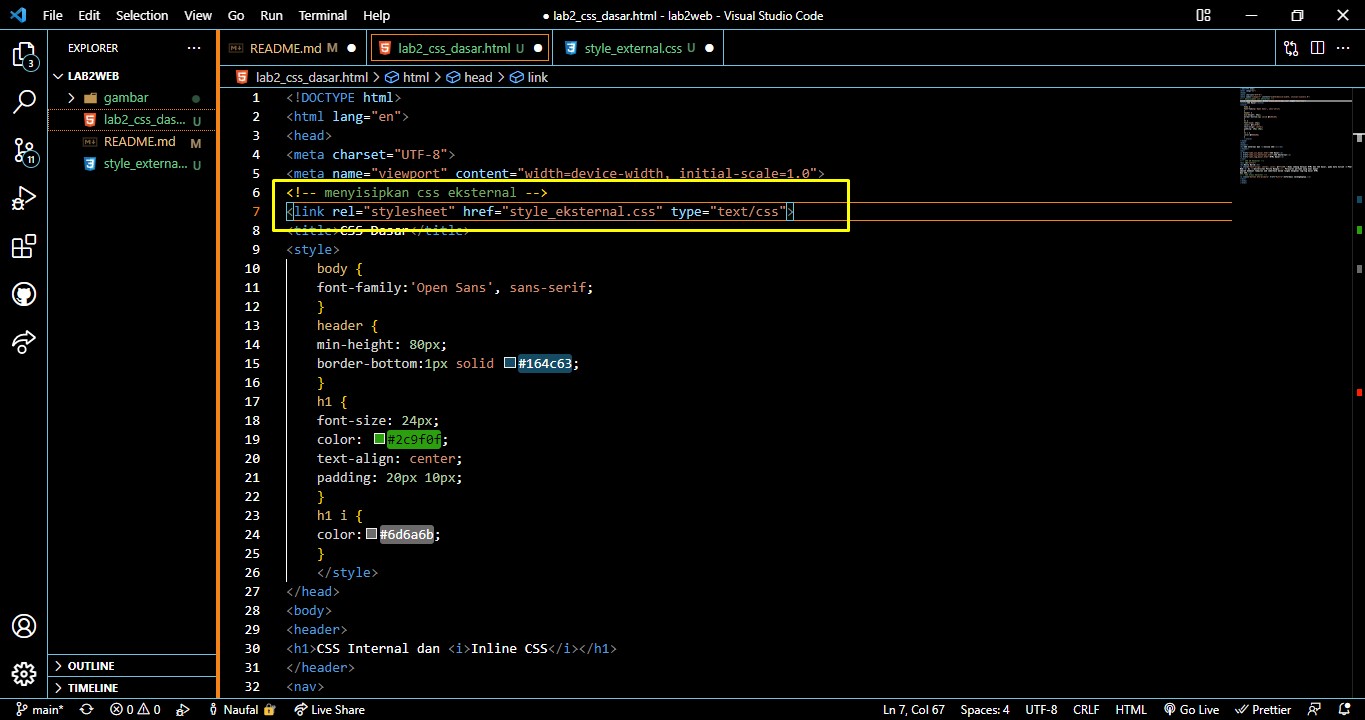 File Edit Selection View Go Run Terminal Help
● lab2_css_dasar.html - lab2web - Visual Studio Code
EXPLORER ···
README.md M ●
lab2_css_dasar.html U ●
style_external.css U ●
LAB2WEB
gambar
lab2_css_das... U
README.md M
style_externa... U
lab2_css_dasar.html > html > head > link
1 <!DOCTYPE html>
2 <html lang="en">
3 <head>
4 <meta charset="UTF-8">
5 <meta name="viewport" content="width=device-width, initial-scale=1.0">
6 <!-- menyisipkan css eksternal -->
7 <link rel="stylesheet" href="style_eksternal.css" type="text/css">
8 <title>CSS Dasar</title>
9 <style>
10 body {
11 font-family:'Open Sans', sans-serif;
12 }
13 header {
14 min-height: 80px;
15 border-bottom:1px solid #164c63;
16 }
17 h1 {
18 font-size: 24px;
19 color: #2c9f0f;
20 text-align: center;
21 padding: 20px 10px;
22 }
23 h1 i {
24 color: #6d6a6b;
25 }
26 </style>
27 </head>
28 <body>
29 <header>
30 <h1>CSS Internal dan <i>Inline CSS</i></h1>
31 </header>
32 <nav>
3
11
OUTLINE
TIMELINE
main* 0 0 Naufal Live Share
Ln 7, Col 67 Spaces: 4 UTF-8 CRLF HTML Go Live Prettier